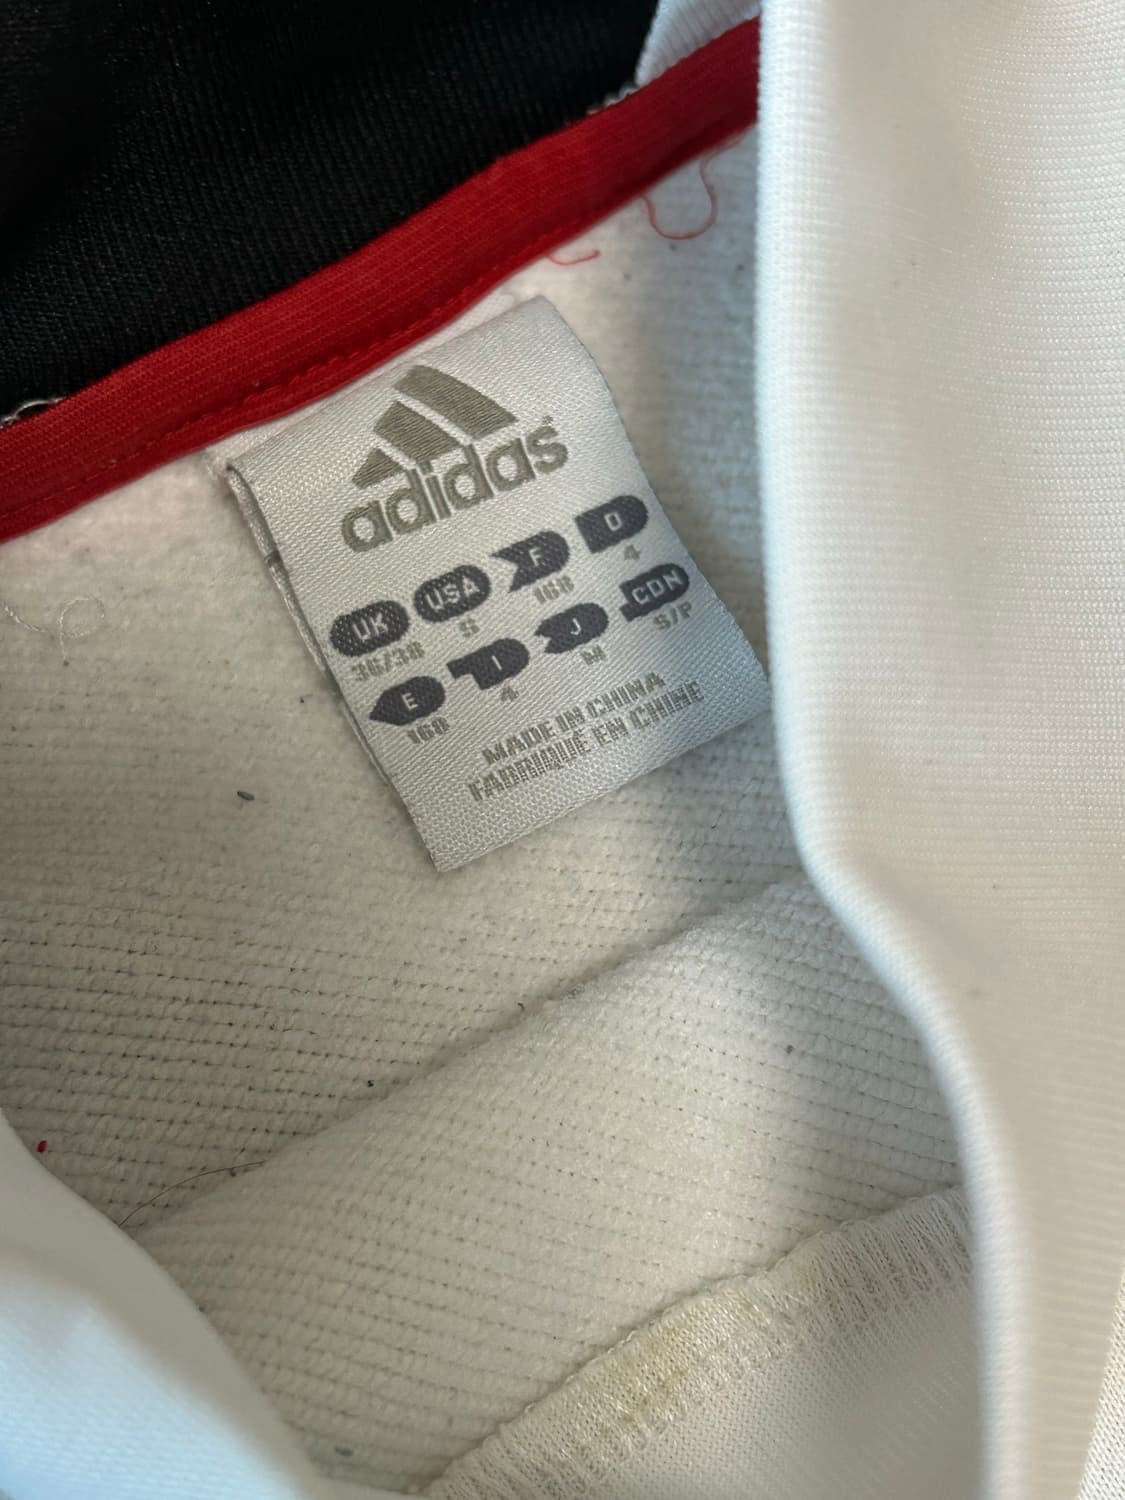 adidas
UK USA F D
36/38 S 168 4
E I J CDN
168 4 M S/P
MADE IN CHINA
FABRIQUÉ EN CHINE